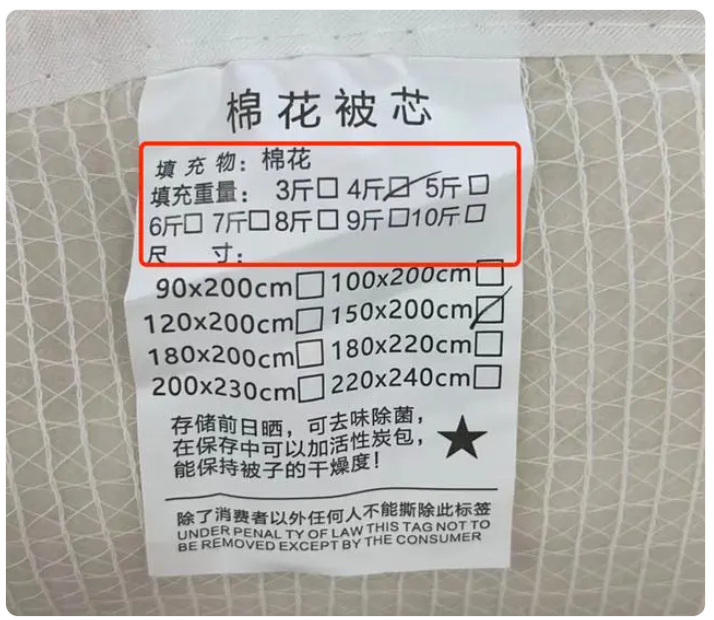 棉花被芯
填充物：棉花
填充重量： 3斤□ 4斤☑ 5斤□
6斤□ 7斤□ 8斤□ 9斤□ 10斤□
尺 寸：
90x200cm□ 100x200cm□
120x200cm□ 150x200cm☑
180x200cm□ 180x220cm□
200x230cm□ 220x240cm□
存储前日晒，可去味除菌，
在保存中可以加活性炭包，
能保持被子的干燥度！
★
除了消费者以外任何人不能撕除此标签
UNDER PENAL TY OF LAW THIS TAG NOT TO
BE REMOVED EXCEPT BY THE CONSUMER